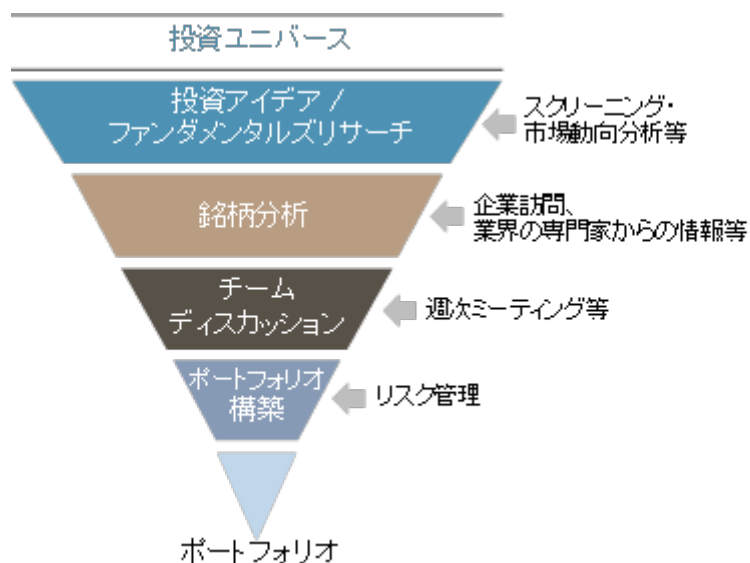 投資ユニバース
投資アイデア /
ファンダメンタルズリサーチ
スクリーニング・
市場動向分析等
銘柄分析
企業訪問、
業界の専門家からの情報等
チーム
ディスカッション
週次ミーティング等
ポートフォリオ
構築
リスク管理
ポートフォリオ